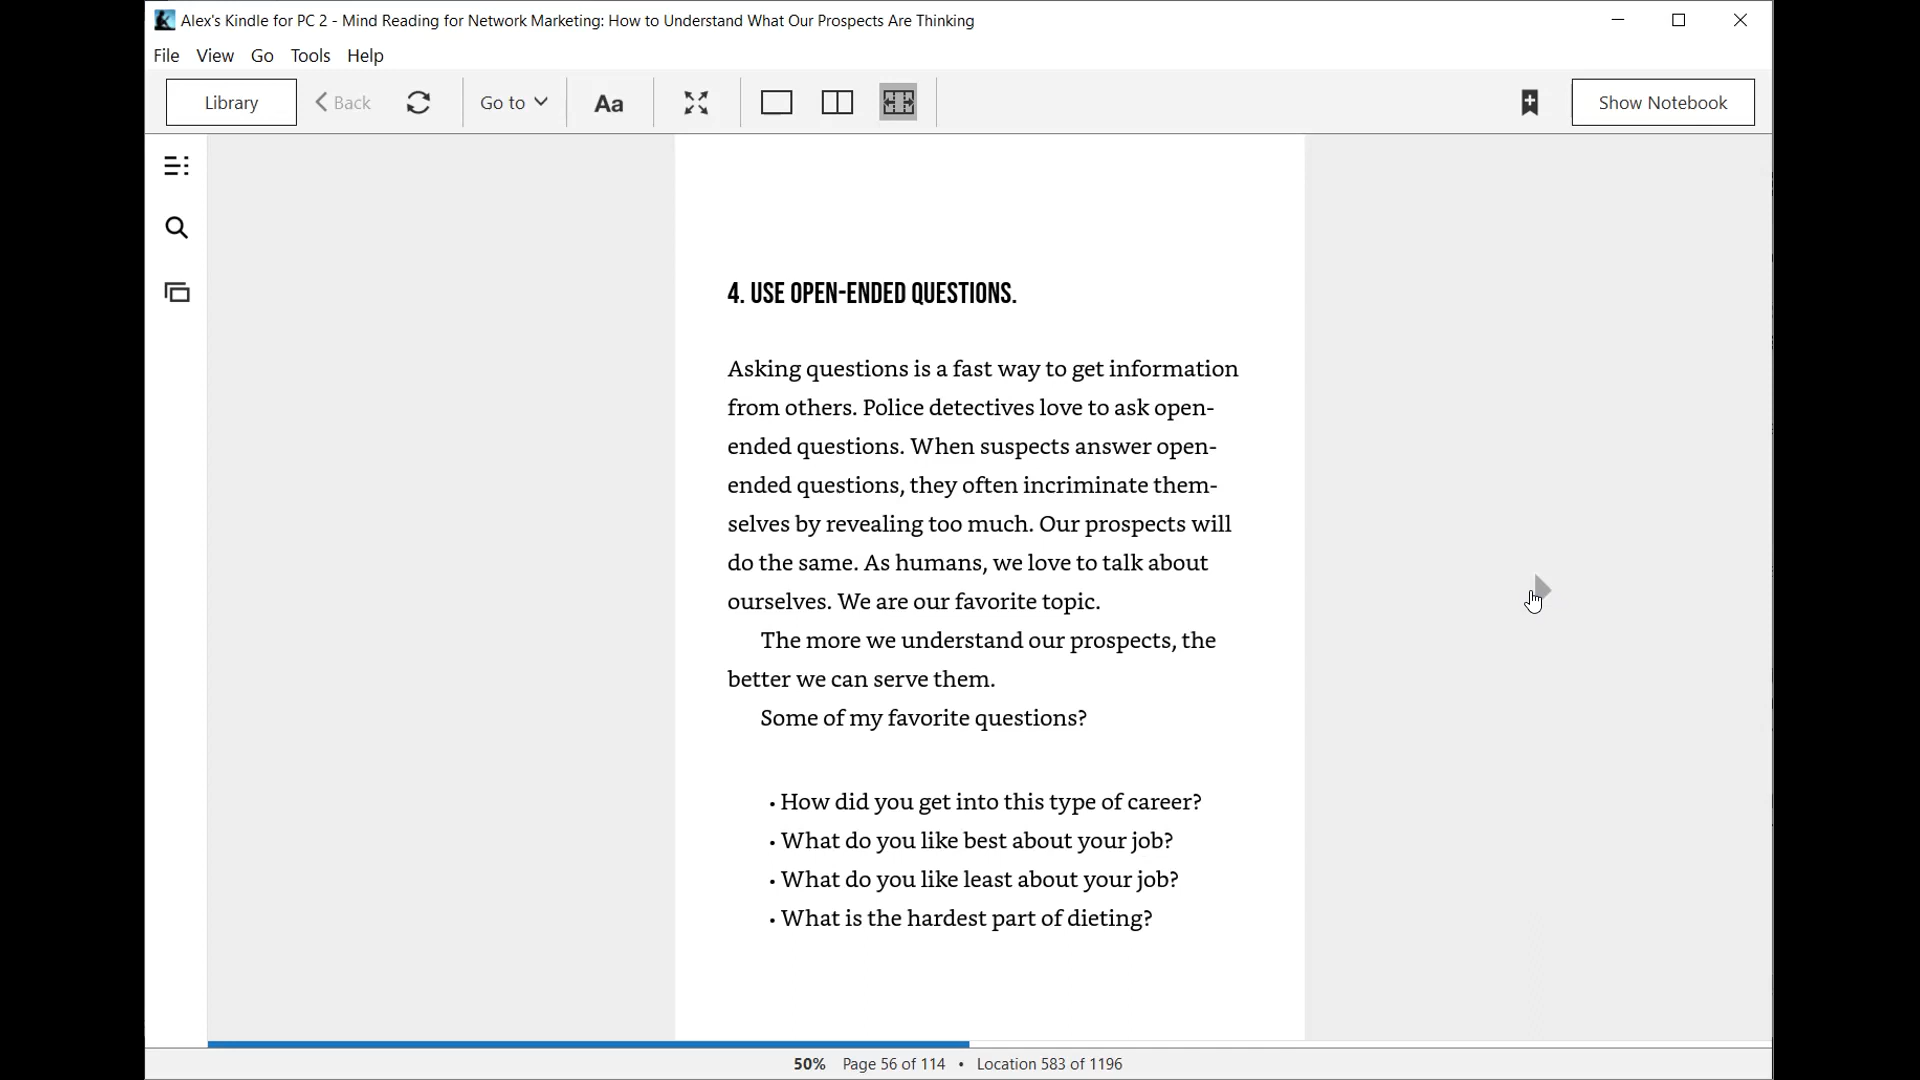 Alex's Kindle for PC 2 - Mind Reading for Network Marketing: How to Understand What Our Prospects Are Thinking
File View Go Tools Help
Library Back Go to Aa Show Notebook
4. USE OPEN-ENDED QUESTIONS.
Asking questions is a fast way to get information
from others. Police detectives love to ask open-
ended questions. When suspects answer open-
ended questions, they often incriminate them-
selves by revealing too much. Our prospects will
do the same. As humans, we love to talk about
ourselves. We are our favorite topic.
The more we understand our prospects, the
better we can serve them.
Some of my favorite questions?
• How did you get into this type of career?
• What do you like best about your job?
• What do you like least about your job?
• What is the hardest part of dieting?
50% Page 56 of 114 • Location 583 of 1196